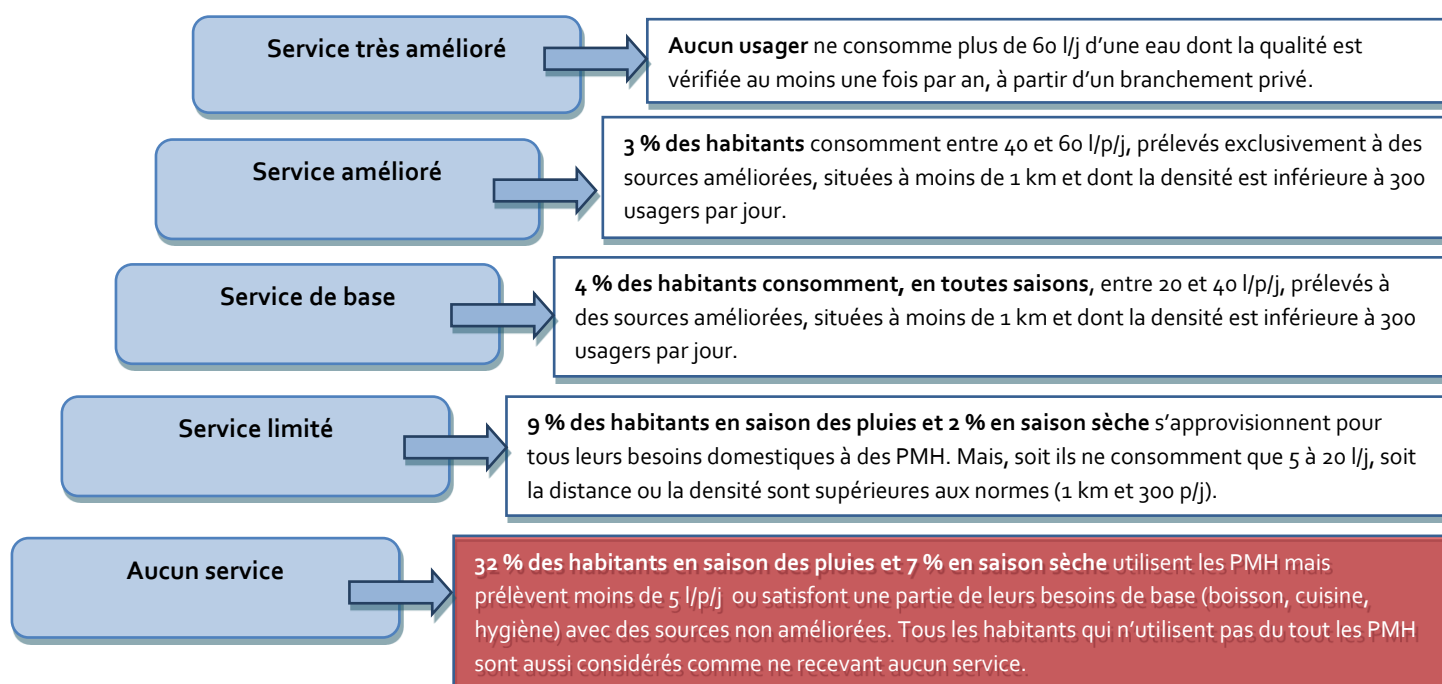 Service très amélioré
Aucun usager ne consomme plus de 60 l/j d’une eau dont la qualité est
vérifiée au moins une fois par an, à partir d’un branchement privé.
Service amélioré
3 % des habitants consomment entre 40 et 60 l/p/j, prélevés exclusivement à des
sources améliorées, situées à moins de 1 km et dont la densité est inférieure à 300
usagers par jour.
Service de base
4 % des habitants consomment, en toutes saisons, entre 20 et 40 l/p/j, prélevés à
des sources améliorées, situées à moins de 1 km et dont la densité est inférieure à 300
usagers par jour.
Service limité
9 % des habitants en saison des pluies et 2 % en saison sèche s’approvisionnent pour
tous leurs besoins domestiques à des PMH. Mais, soit ils ne consomment que 5 à 20 l/j, soit
la distance ou la densité sont supérieures aux normes (1 km et 300 p/j).
Aucun service
32 % des habitants en saison des pluies et 7 % en saison sèche utilisent les PMH mais
prélèvent moins de 5 l/p/j ou satisfont une partie de leurs besoins de base (boisson, cuisine,
hygiène) avec des sources non améliorées. Tous les habitants qui n’utilisent pas du tout les PMH
sont aussi considérés comme ne recevant aucun service.